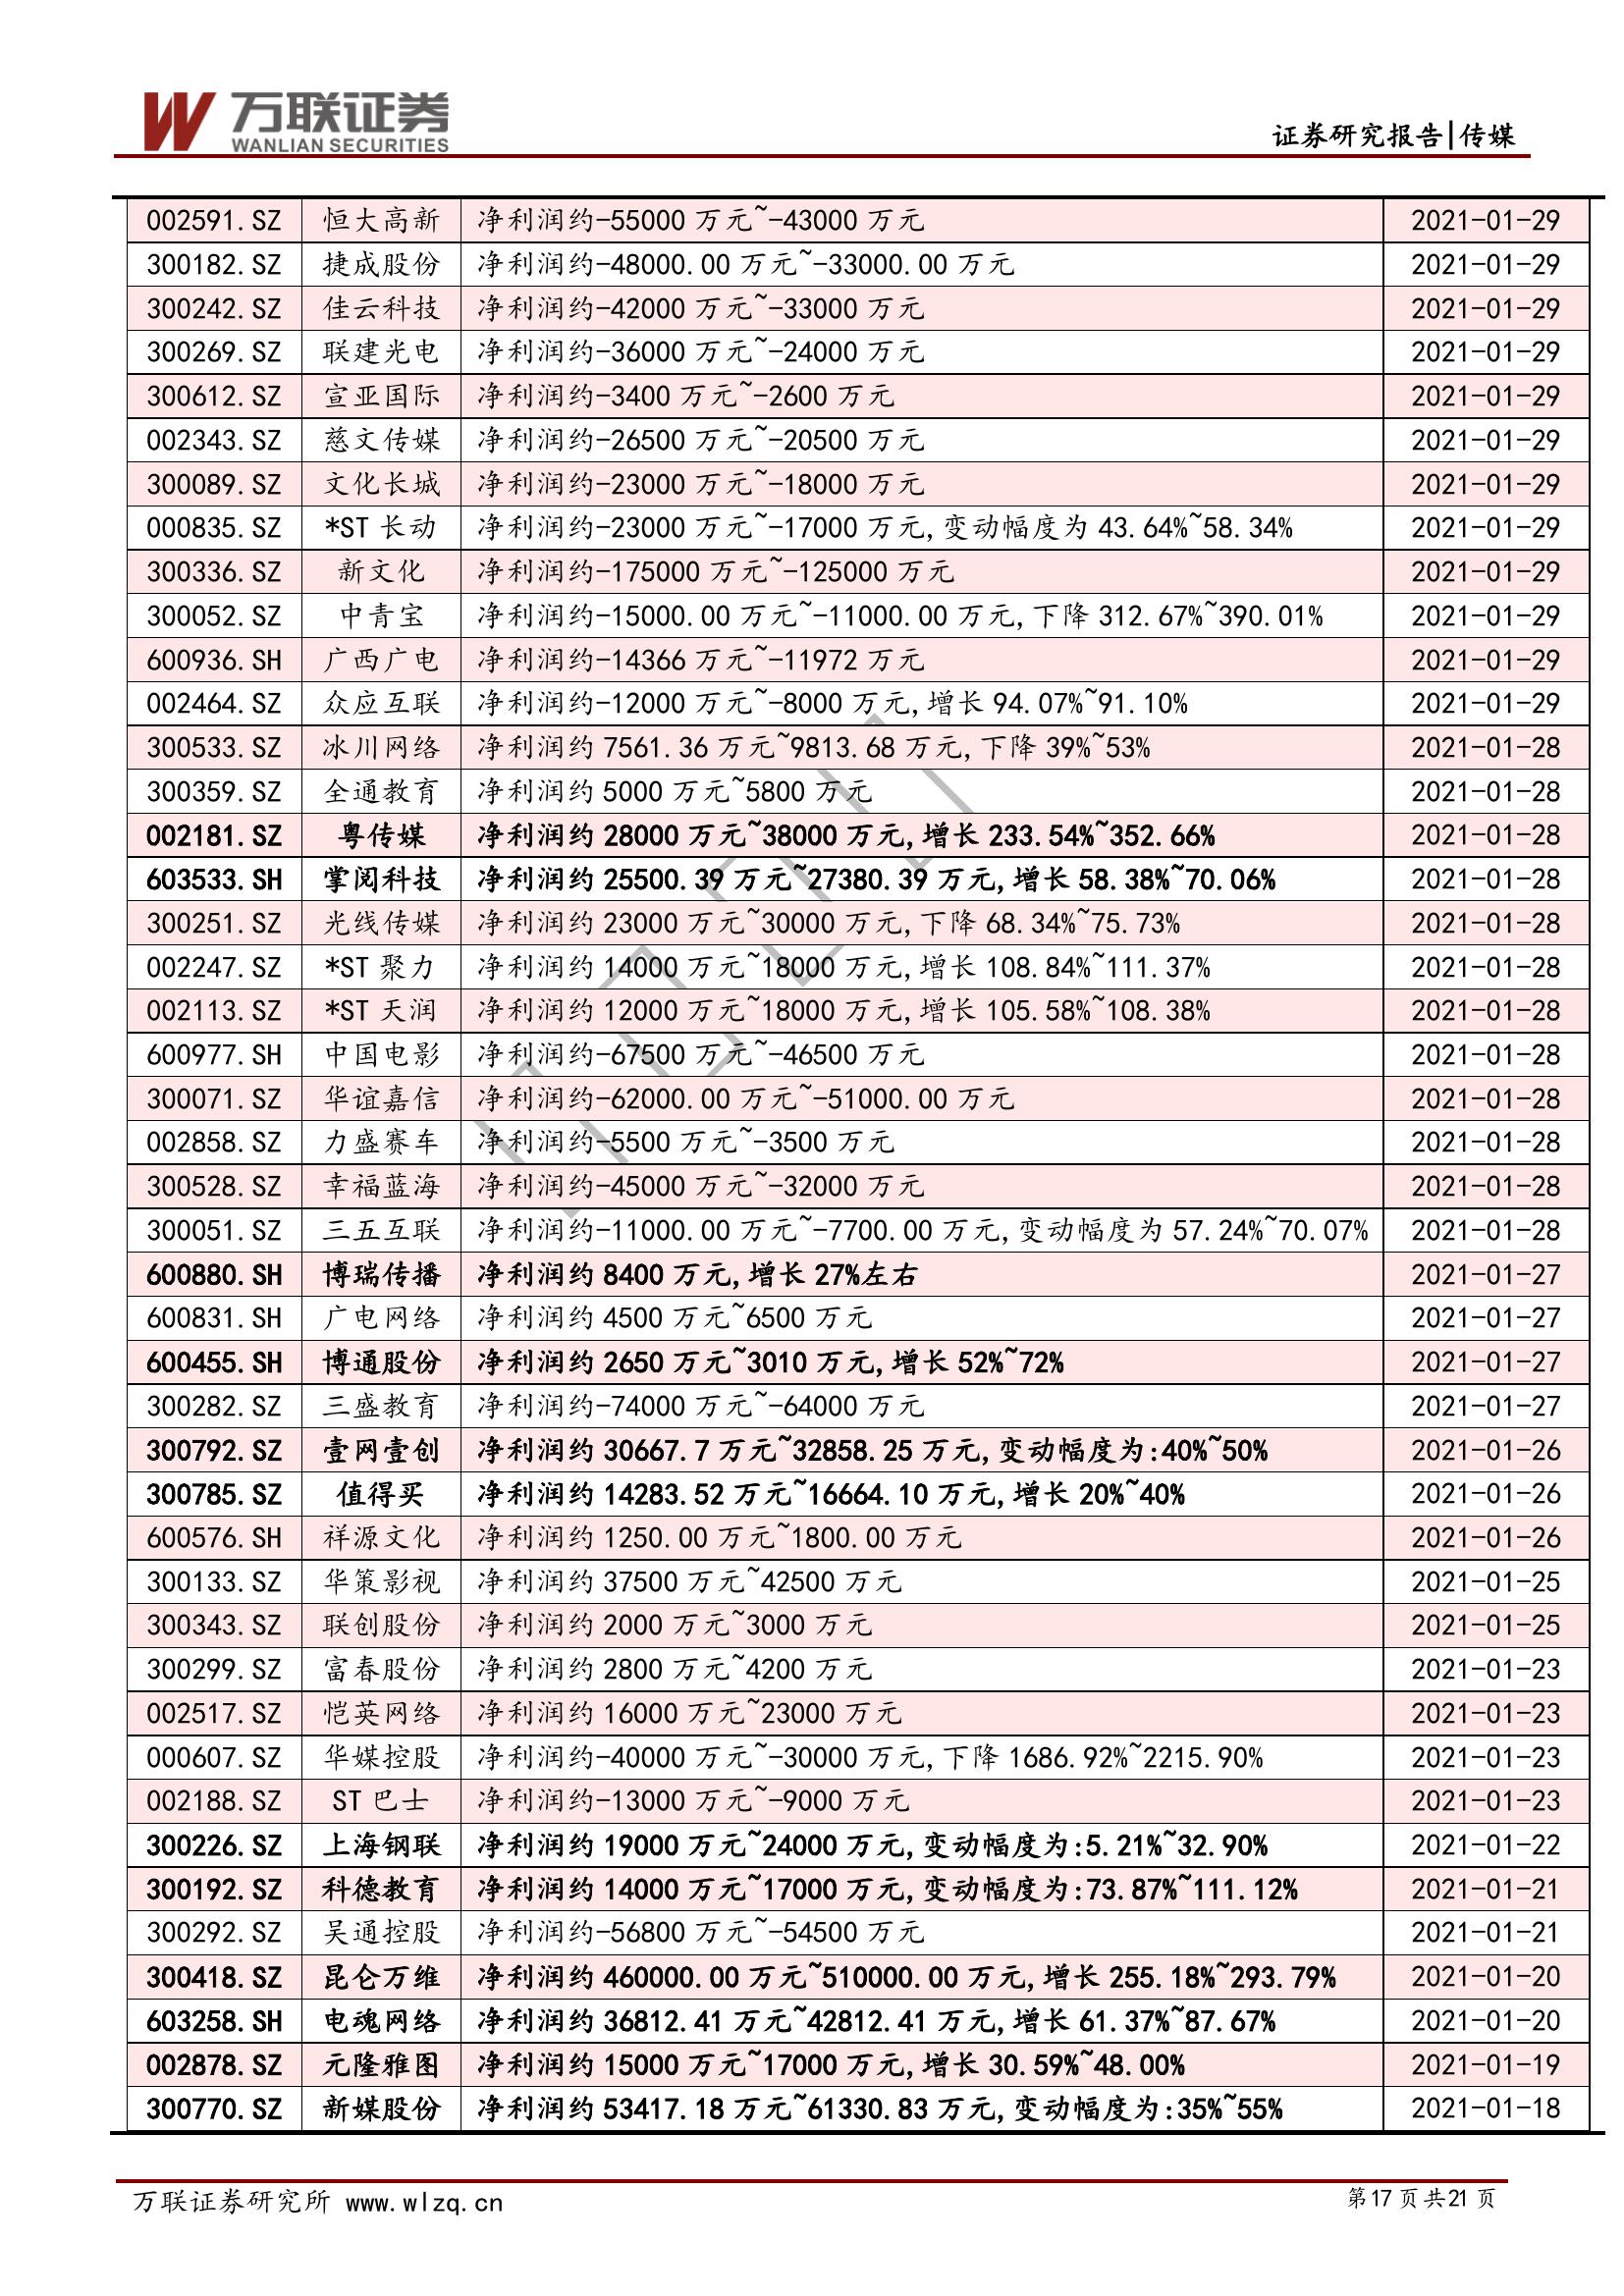 万联证券
WANLIAN SECURITIES
证券研究报告|传媒
002591.SZ 恒大高新 净利润约-55000 万元~-43000 万元 2021-01-29
300182.SZ 捷成股份 净利润约-48000.00 万元~-33000.00 万元 2021-01-29
300242.SZ 佳云科技 净利润约-42000 万元~-33000 万元 2021-01-29
300269.SZ 联建光电 净利润约-36000 万元~-24000 万元 2021-01-29
300612.SZ 宣亚国际 净利润约-3400 万元~-2600 万元 2021-01-29
002343.SZ 慈文传媒 净利润约-26500 万元~-20500 万元 2021-01-29
300089.SZ 文化长城 净利润约-23000 万元~-18000 万元 2021-01-29
000835.SZ *ST 长动 净利润约-23000 万元~-17000 万元,变动幅度为 43.64%~58.34% 2021-01-29
300336.SZ 新文化 净利润约-175000 万元~-125000 万元 2021-01-29
300052.SZ 中青宝 净利润约-15000.00 万元~-11000.00 万元,下降 312.67%~390.01% 2021-01-29
600936.SH 广西广电 净利润约-14366 万元~-11972 万元 2021-01-29
002464.SZ 众应互联 净利润约-12000 万元~-8000 万元,增长 94.07%~91.10% 2021-01-29
300533.SZ 冰川网络 净利润约 7561.36 万元~9813.68 万元,下降 39%~53% 2021-01-28
300359.SZ 全通教育 净利润约 5000 万元~5800 万元 2021-01-28
002181.SZ 粤传媒 净利润约 28000 万元~38000 万元,增长 233.54%~352.66% 2021-01-28
603533.SH 掌阅科技 净利润约 25500.39 万元~27380.39 万元,增长 58.38%~70.06% 2021-01-28
300251.SZ 光线传媒 净利润约 23000 万元~30000 万元,下降 68.34%~75.73% 2021-01-28
002247.SZ *ST 聚力 净利润约 14000 万元~18000 万元,增长 108.84%~111.37% 2021-01-28
002113.SZ *ST 天润 净利润约 12000 万元~18000 万元,增长 105.58%~108.38% 2021-01-28
600977.SH 中国电影 净利润约-67500 万元~-46500 万元 2021-01-28
300071.SZ 华谊嘉信 净利润约-62000.00 万元~-51000.00 万元 2021-01-28
002858.SZ 力盛赛车 净利润约-5500 万元~-3500 万元 2021-01-28
300528.SZ 幸福蓝海 净利润约-45000 万元~-32000 万元 2021-01-28
300051.SZ 三五互联 净利润约-11000.00 万元~-7700.00 万元,变动幅度为 57.24%~70.07% 2021-01-28
600880.SH 博瑞传播 净利润约 8400 万元,增长 27%左右 2021-01-27
600831.SH 广电网络 净利润约 4500 万元~6500 万元 2021-01-27
600455.SH 博通股份 净利润约 2650 万元~3010 万元,增长 52%~72% 2021-01-27
300282.SZ 三盛教育 净利润约-74000 万元~-64000 万元 2021-01-27
300792.SZ 壹网壹创 净利润约 30667.7 万元~32858.25 万元,变动幅度为:40%~50% 2021-01-26
300785.SZ 值得买 净利润约 14283.52 万元~16664.10 万元,增长 20%~40% 2021-01-26
600576.SH 祥源文化 净利润约 1250.00 万元~1800.00 万元 2021-01-26
300133.SZ 华策影视 净利润约 37500 万元~42500 万元 2021-01-25
300343.SZ 联创股份 净利润约 2000 万元~3000 万元 2021-01-25
300299.SZ 富春股份 净利润约 2800 万元~4200 万元 2021-01-23
002517.SZ 恺英网络 净利润约 16000 万元~23000 万元 2021-01-23
000607.SZ 华媒控股 净利润约-40000 万元~-30000 万元,下降 1686.92%~2215.90% 2021-01-23
002188.SZ ST 巴士 净利润约-13000 万元~-9000 万元 2021-01-23
300226.SZ 上海钢联 净利润约 19000 万元~24000 万元,变动幅度为:5.21%~32.90% 2021-01-22
300192.SZ 科德教育 净利润约 14000 万元~17000 万元,变动幅度为:73.87%~111.12% 2021-01-21
300292.SZ 吴通控股 净利润约-56800 万元~-54500 万元 2021-01-21
300418.SZ 昆仑万维 净利润约 460000.00 万元~510000.00 万元,增长 255.18%~293.79% 2021-01-20
603258.SH 电魂网络 净利润约 36812.41 万元~42812.41 万元,增长 61.37%~87.67% 2021-01-20
002878.SZ 元隆雅图 净利润约 15000 万元~17000 万元,增长 30.59%~48.00% 2021-01-19
300770.SZ 新媒股份 净利润约 53417.18 万元~61330.83 万元,变动幅度为:35%~55% 2021-01-18
万联证券研究所 www.wlzq.cn 第17 页 共21 页